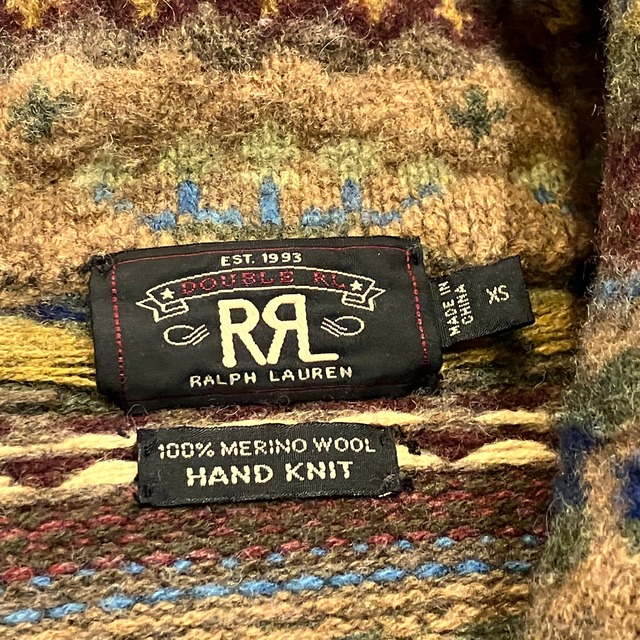 EST. 1993
DOUBLE RL
RRL
RALPH LAUREN
MADE IN
CHINA
XS
100% MERINO WOOL
HAND KNIT